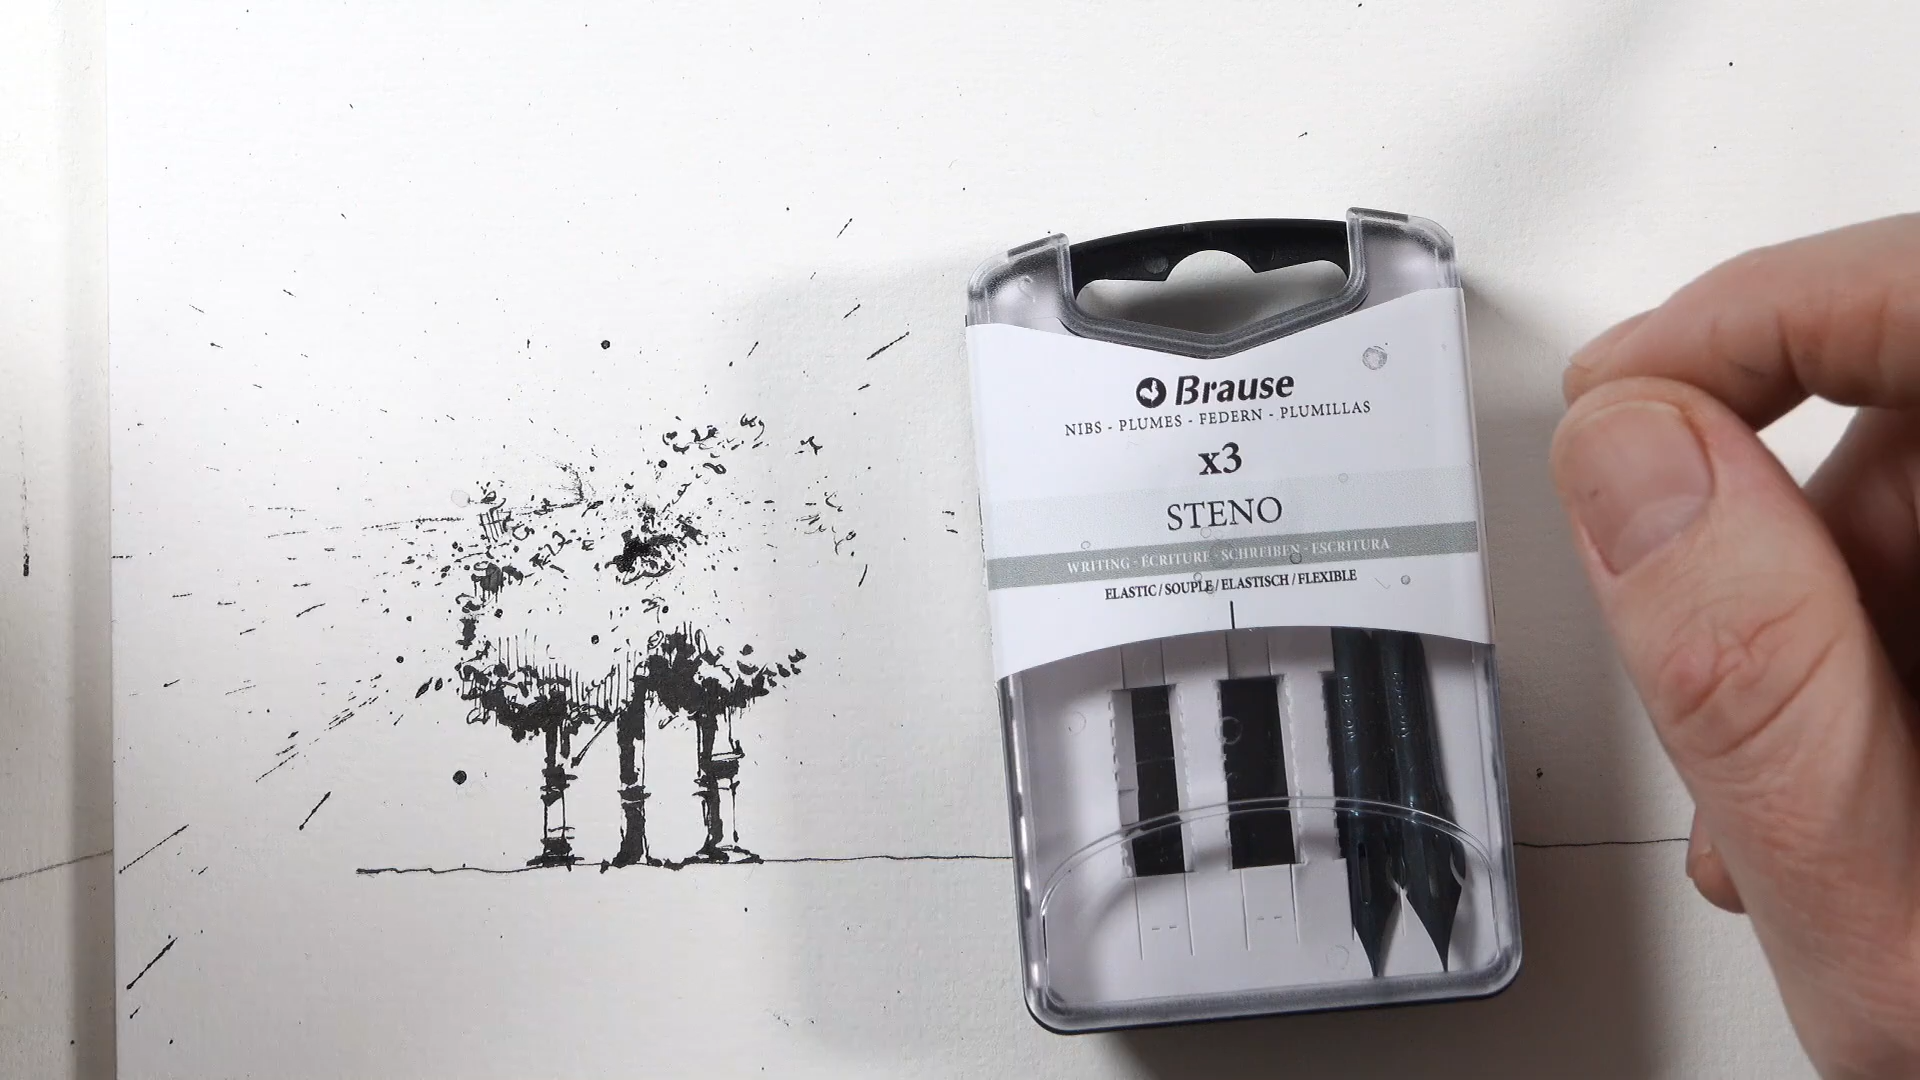 Brause
NIBS - PLUMES - FEDERN - PLUMILLAS
x3
STENO
WRITING - ÉCRITURE - SCHREIBEN - ESCRITURA
ELASTIC / SOUPLE / ELASTISCH / FLEXIBLE